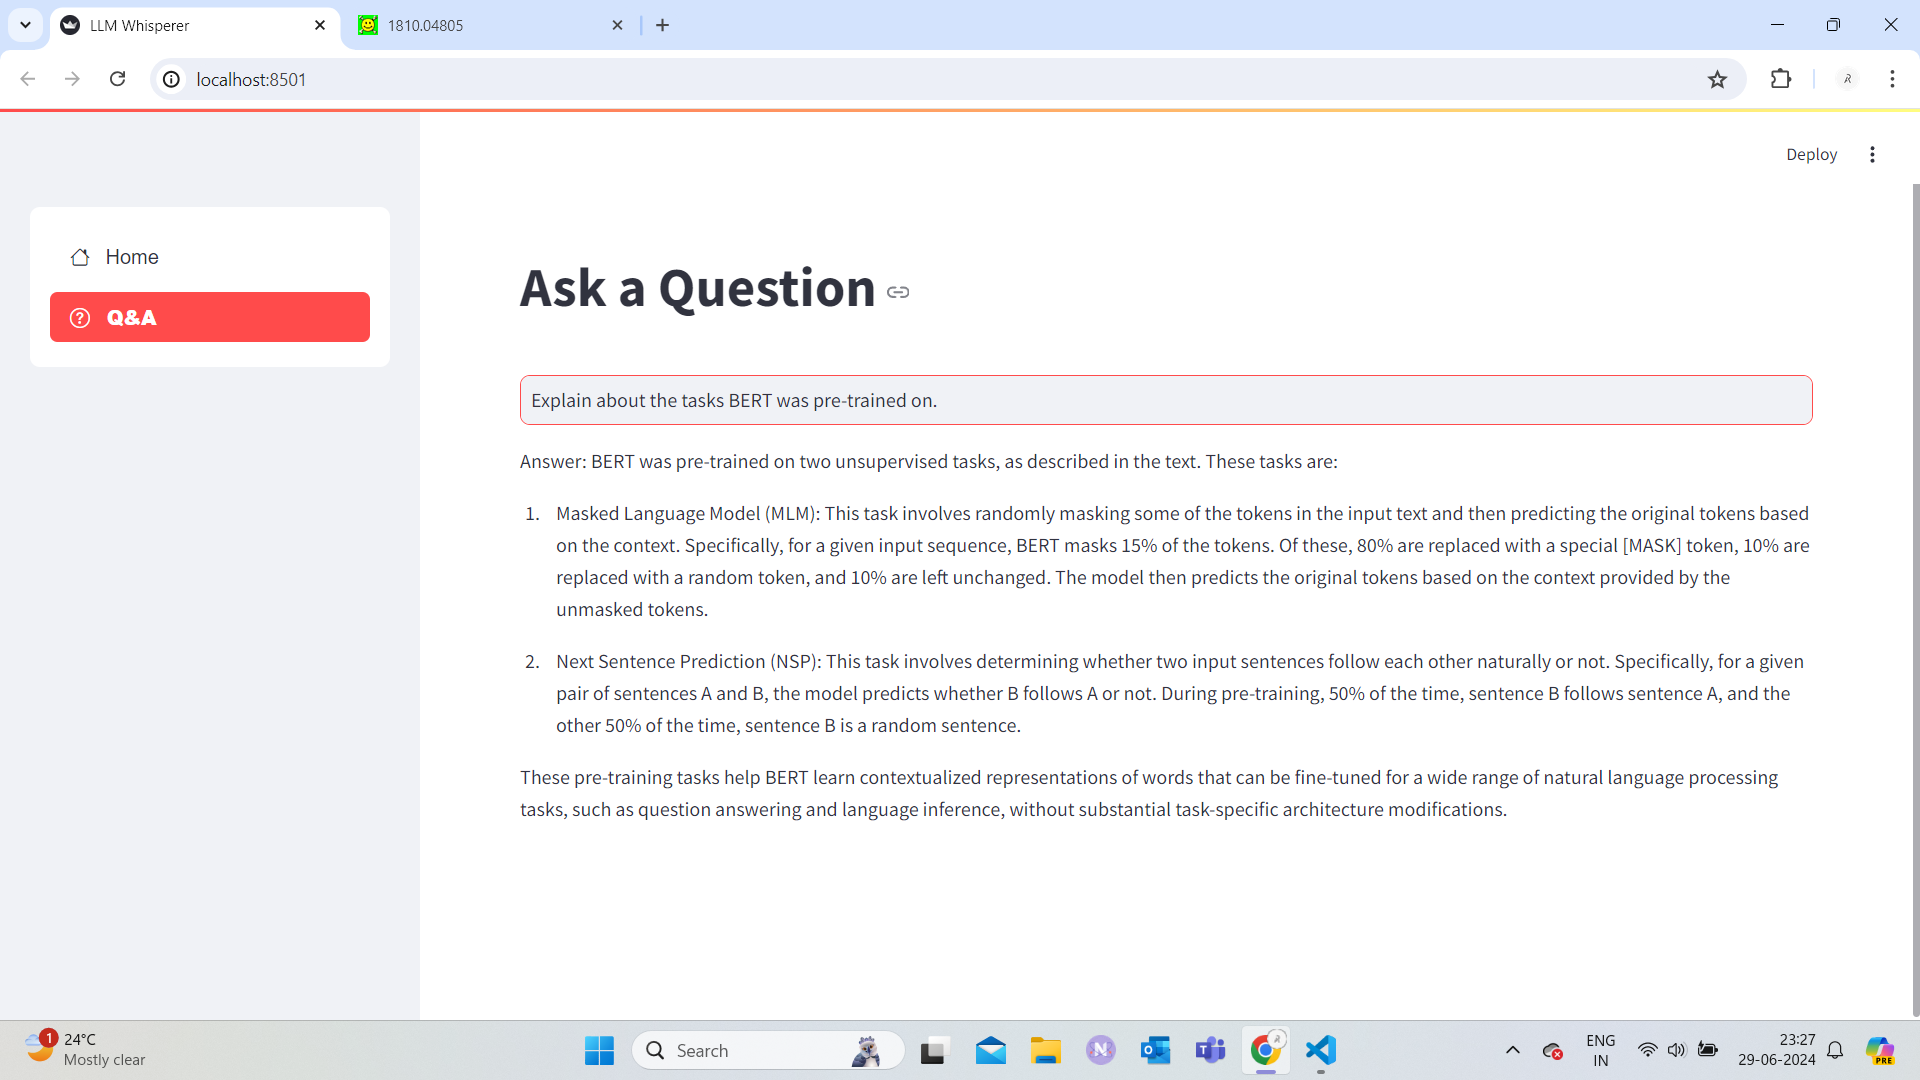 LLM Whisperer
1810.04805
localhost:8501
Deploy
Home
Q&A
Ask a Question
Explain about the tasks BERT was pre-trained on.
Answer: BERT was pre-trained on two unsupervised tasks, as described in the text. These tasks are:
1. Masked Language Model (MLM): This task involves randomly masking some of the tokens in the input text and then predicting the original tokens based
on the context. Specifically, for a given input sequence, BERT masks 15% of the tokens. Of these, 80% are replaced with a special [MASK] token, 10% are
replaced with a random token, and 10% are left unchanged. The model then predicts the original tokens based on the context provided by the
unmasked tokens.
2. Next Sentence Prediction (NSP): This task involves determining whether two input sentences follow each other naturally or not. Specifically, for a given
pair of sentences A and B, the model predicts whether B follows A or not. During pre-training, 50% of the time, sentence B follows sentence A, and the
other 50% of the time, sentence B is a random sentence.
These pre-training tasks help BERT learn contextualized representations of words that can be fine-tuned for a wide range of natural language processing
tasks, such as question answering and language inference, without substantial task-specific architecture modifications.
1
24°C
Mostly clear
Search
ENG
IN
23:27
29-06-2024
PRE